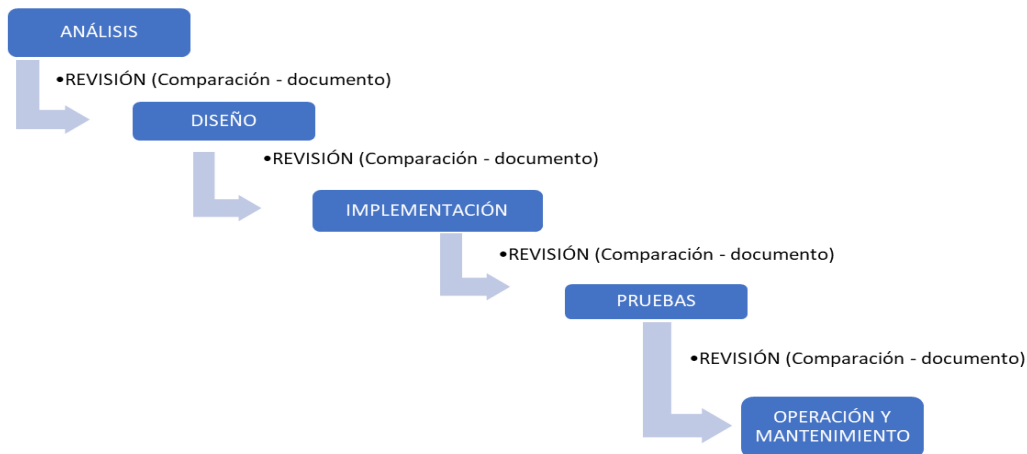 ANÁLISIS
•REVISIÓN (Comparación - documento)
DISEÑO
•REVISIÓN (Comparación - documento)
IMPLEMENTACIÓN
•REVISIÓN (Comparación - documento)
PRUEBAS
•REVISIÓN (Comparación - documento)
OPERACIÓN Y
MANTENIMIENTO